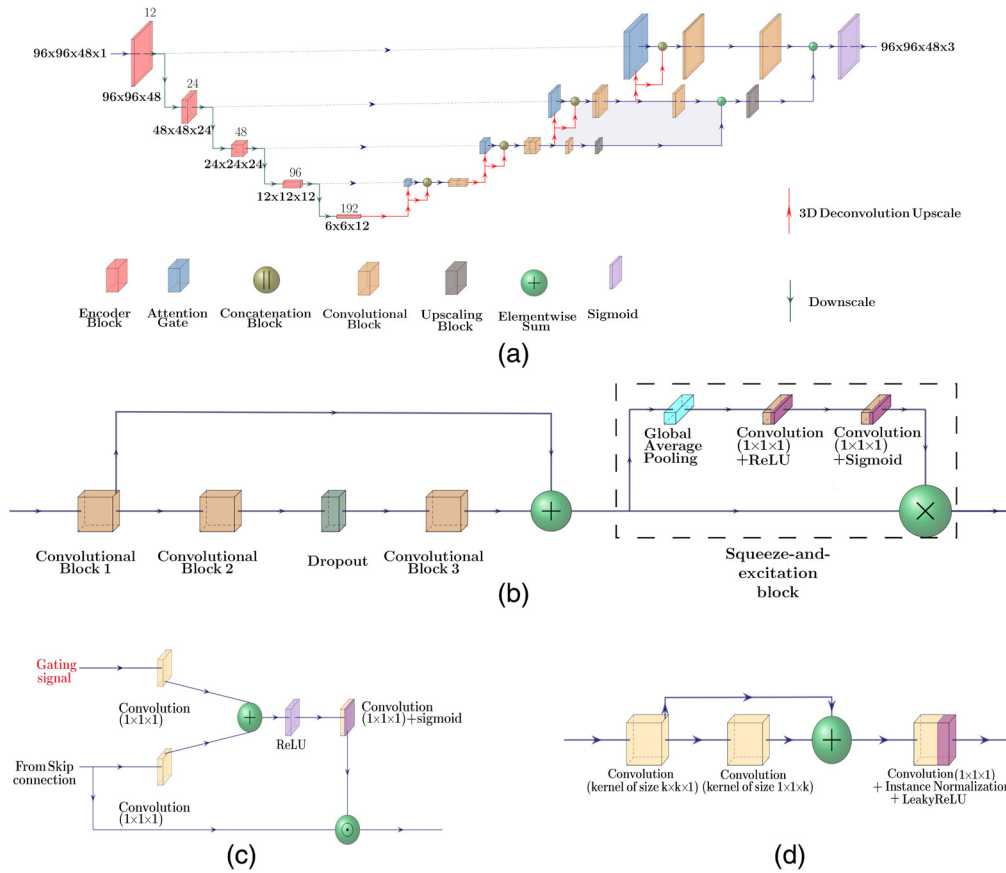 12
96x96x48x1
96x96x48x3
96x96x48
24
48x48x24
48
24x24x24
96
12x12x12
192
6x6x12
3D Deconvolution Upscale
Downscale
Encoder
Block
Attention
Gate
Concatenation
Block
Convolutional
Block
Upscaling
Block
Elementwise
Sum
Sigmoid
(a)
Global
Average
Pooling
Convolution
(1×1×1)
+ReLU
Convolution
(1×1×1)
+Sigmoid
Convolutional
Block 1
Convolutional
Block 2
Dropout
Convolutional
Block 3
Squeeze-and-
excitation
block
(b)
Gating
signal
Convolution
(1×1×1)
ReLU
Convolution
(1×1×1)+sigmoid
From Skip
connection
Convolution
(1×1×1)
(c)
Convolution
(kernel of size k×k×1)
Convolution
(kernel of size 1×1×k)
Convolution(1×1×1)
+ Instance Normalization
+ LeakyReLU
(d)